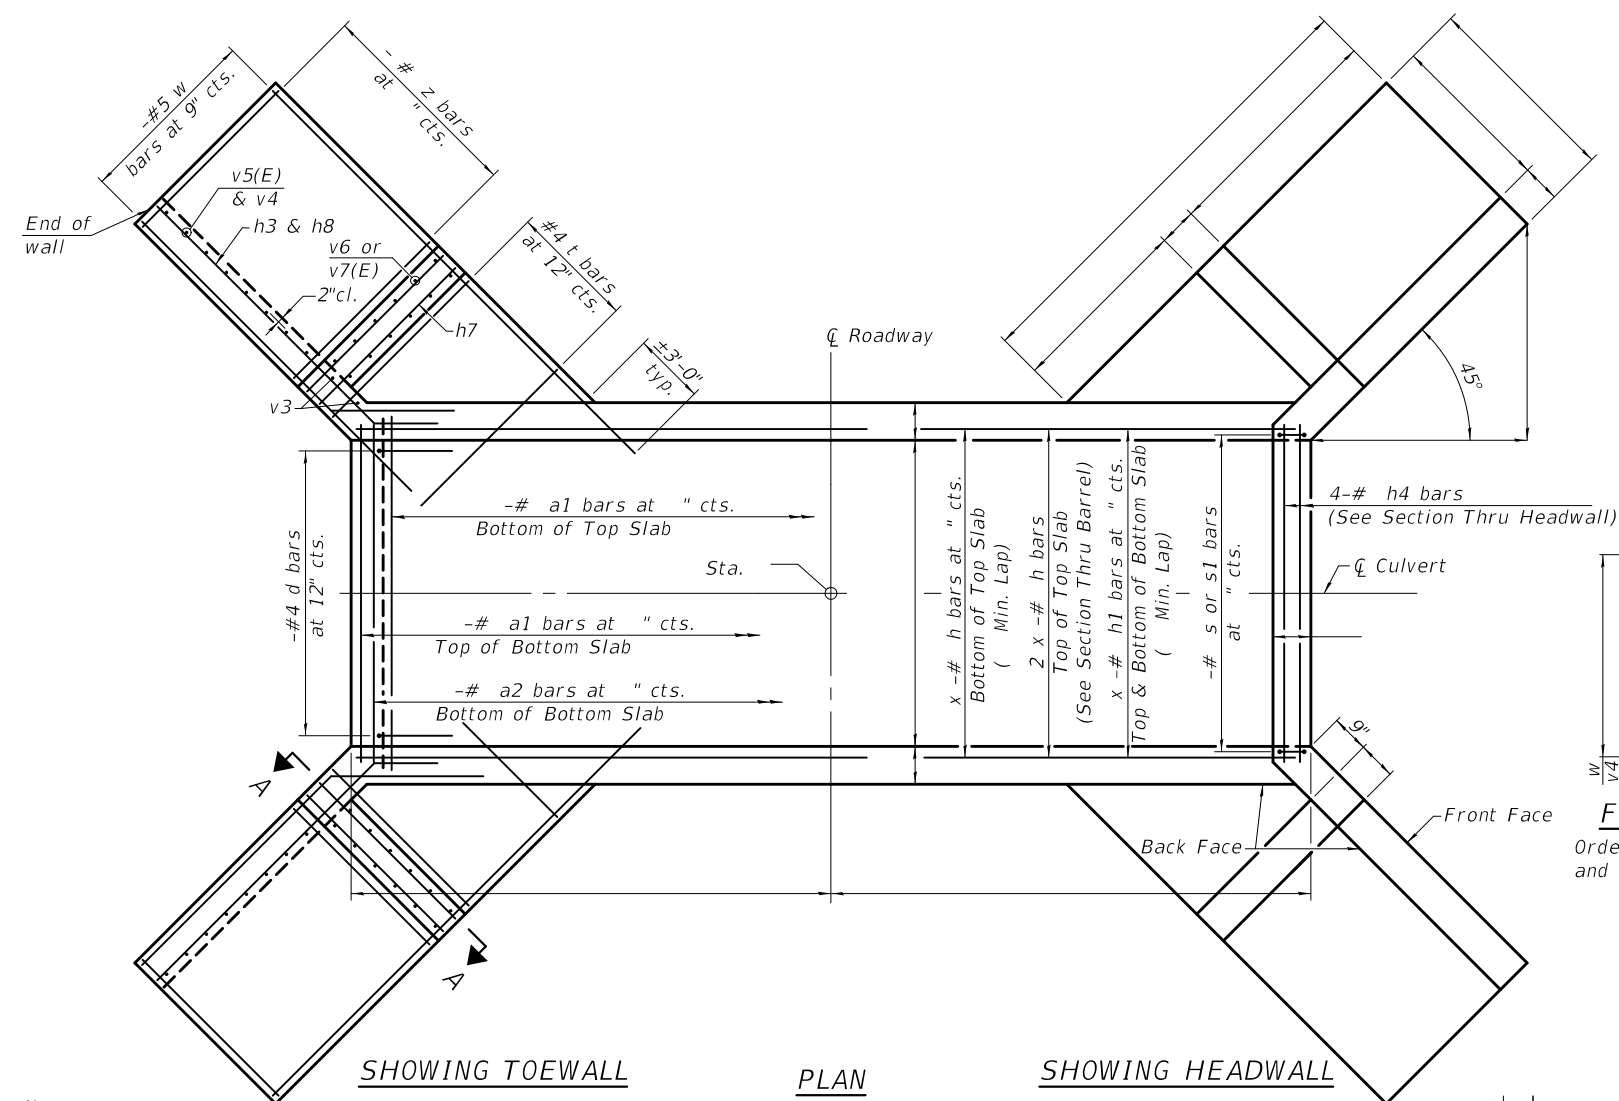 -#5 w
bars at 9" cts.
- #  z bars
at   " cts.
v5(E)
& v4
End of
wall
h3 & h8
v6 or
v7(E)
2"cl.
h7
#4 t bars
at 12" cts.
±3'-0"
typ.
v3
℄ Roadway
45°
-#4 d bars
at 12" cts.
-#  a1 bars at   " cts.
Bottom of Top Slab
Sta.
-#  a1 bars at   " cts.
Top of Bottom Slab
-#  a2 bars at   " cts.
Bottom of Bottom Slab
x -#  h bars at   " cts.
Bottom of Top Slab
(   Min. Lap)
2 x -#  h bars
Top of Top Slab
(See Section Thru Barrel)
x -#  h1 bars at   " cts.
Top & Bottom of Bottom Slab
(   Min. Lap)
-#  s or s1 bars
at   " cts.
4-#  h4 bars
(See Section Thru Headwall)
℄ Culvert
9"
Front Face
Back Face
A
A
w
v4
F
Orde
and
SHOWING TOEWALL
PLAN
SHOWING HEADWALL